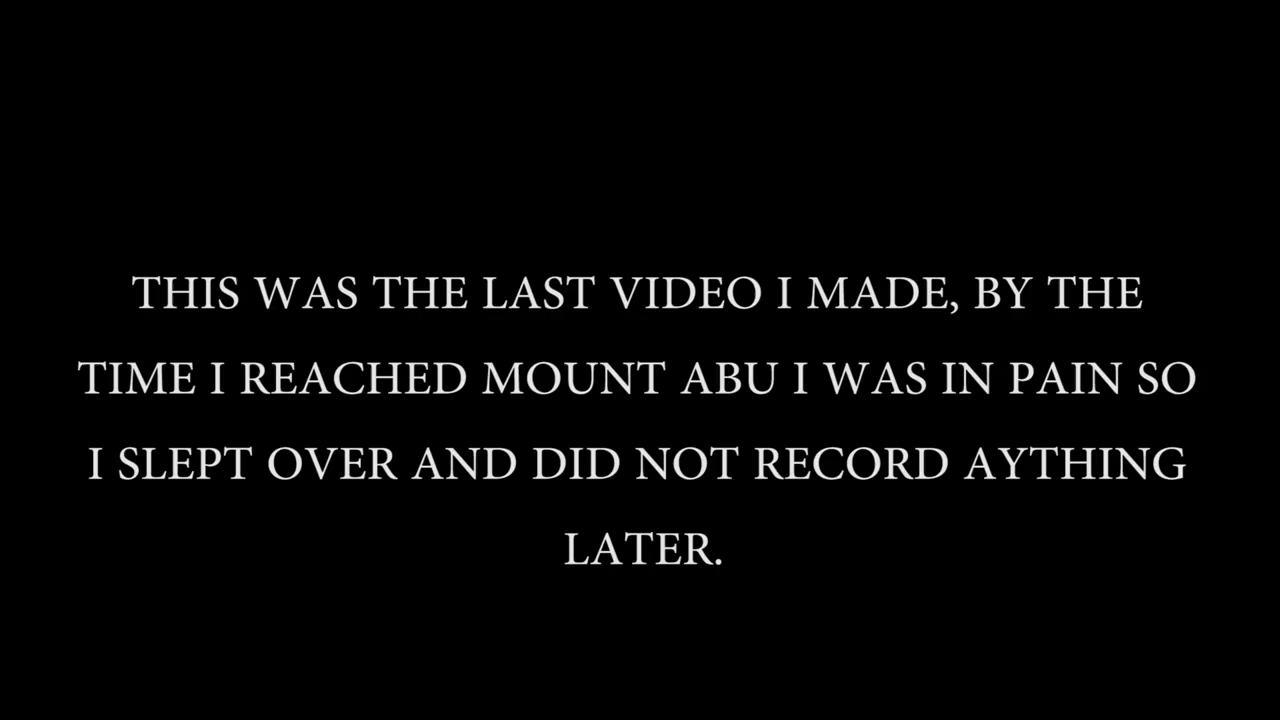 THIS WAS THE LAST VIDEO I MADE, BY THE
TIME I REACHED MOUNT ABU I WAS IN PAIN SO
I SLEPT OVER AND DID NOT RECORD AYTHING
LATER.